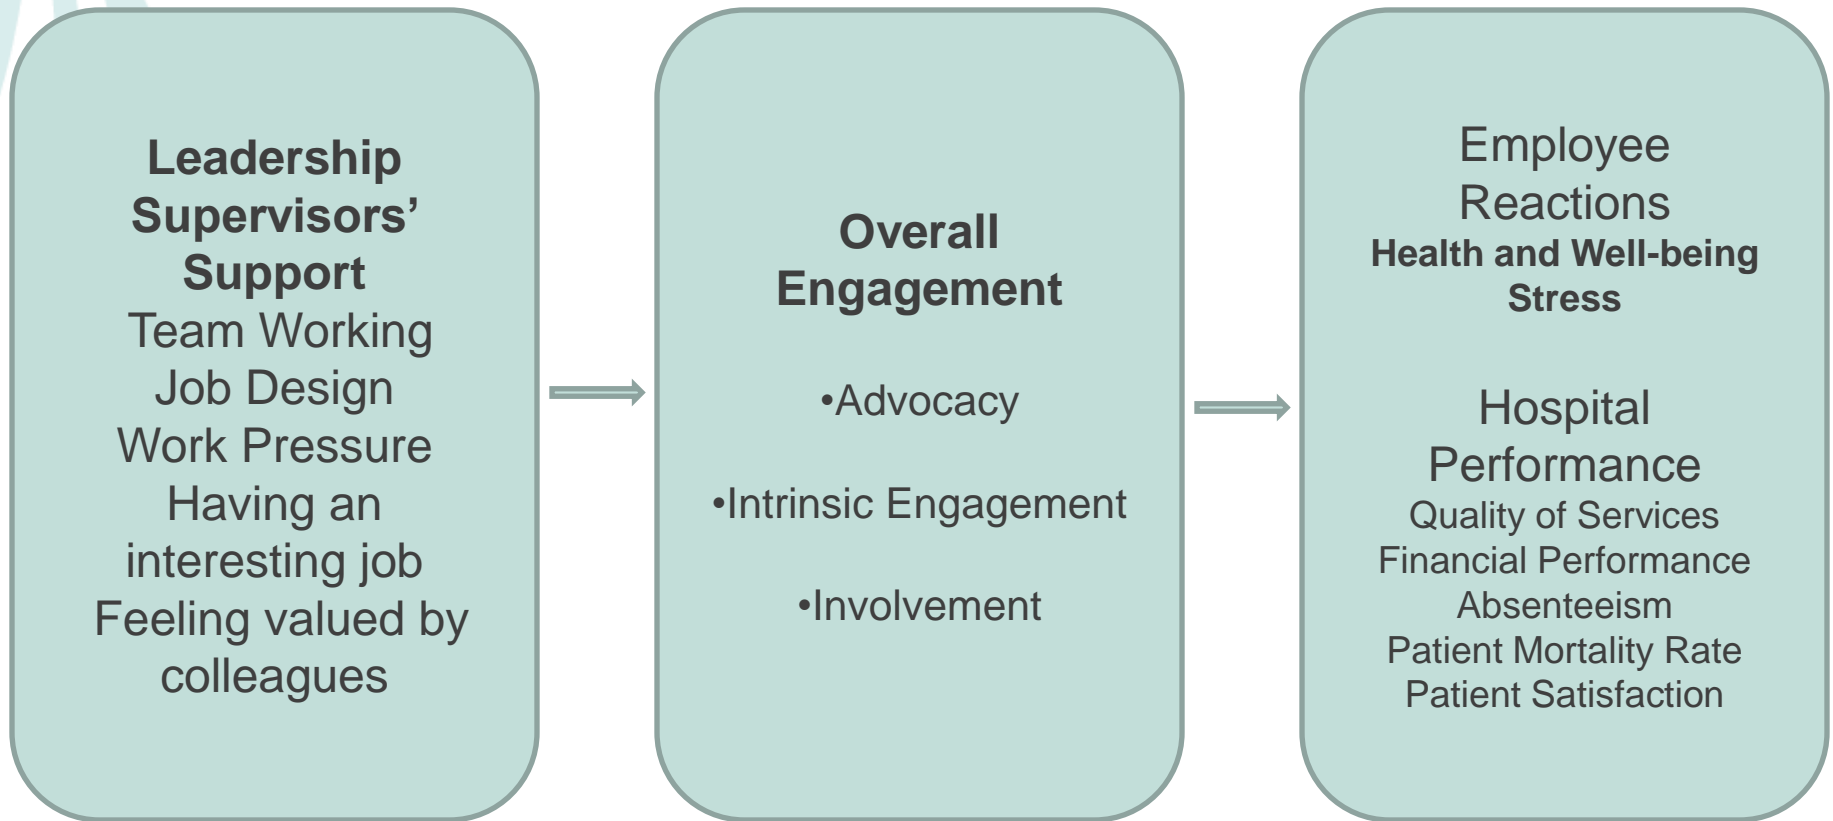 Leadership
Supervisors’
Support
Team Working
Job Design
Work Pressure
Having an
interesting job
Feeling valued by
colleagues
Overall
Engagement
•Advocacy
•Intrinsic Engagement
•Involvement
Employee
Reactions
Health and Well-being
Stress
Hospital
Performance
Quality of Services
Financial Performance
Absenteeism
Patient Mortality Rate
Patient Satisfaction